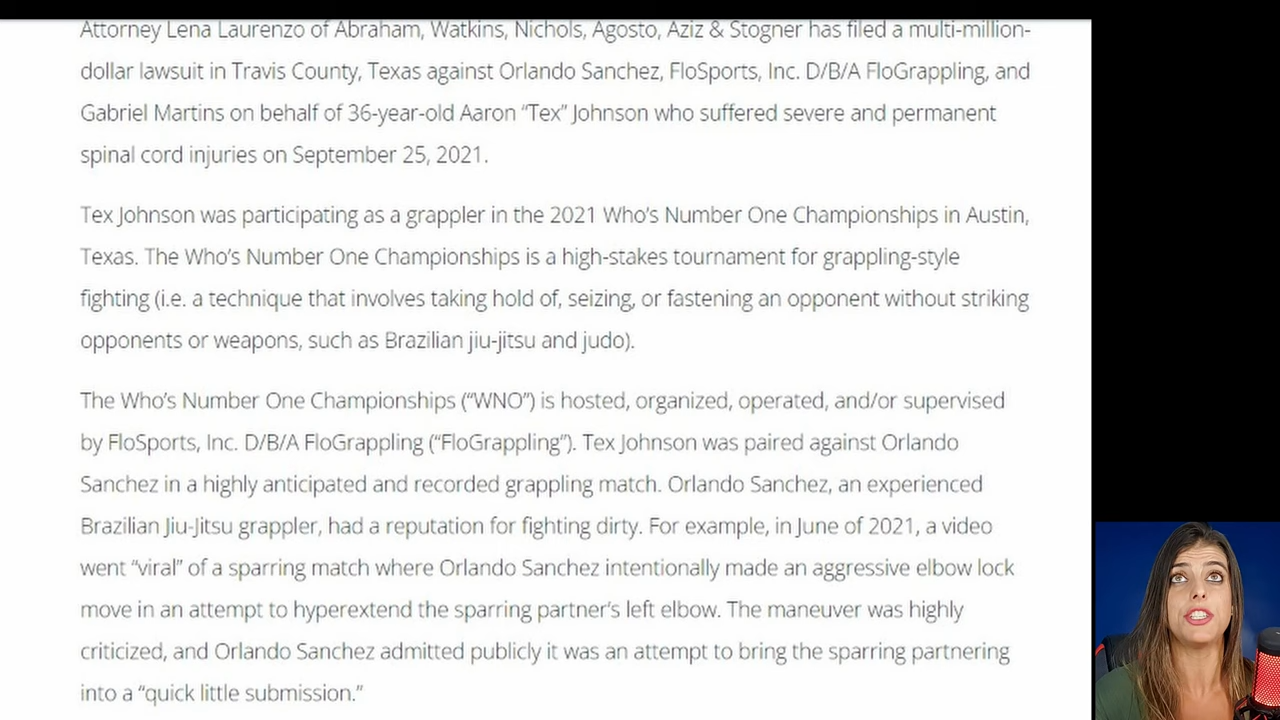 Attorney Lena Laurenzo of Abraham, Watkins, Nichols, Agosto, Aziz & Stogner has filed a multi-million-
dollar lawsuit in Travis County, Texas against Orlando Sanchez, FloSports, Inc. D/B/A FloGrappling, and
Gabriel Martins on behalf of 36-year-old Aaron “Tex” Johnson who suffered severe and permanent
spinal cord injuries on September 25, 2021.
Tex Johnson was participating as a grappler in the 2021 Who’s Number One Championships in Austin,
Texas. The Who’s Number One Championships is a high-stakes tournament for grappling-style
fighting (i.e. a technique that involves taking hold of, seizing, or fastening an opponent without striking
opponents or weapons, such as Brazilian jiu-jitsu and judo).
The Who’s Number One Championships (“WNO”) is hosted, organized, operated, and/or supervised
by FloSports, Inc. D/B/A FloGrappling (“FloGrappling”). Tex Johnson was paired against Orlando
Sanchez in a highly anticipated and recorded grappling match. Orlando Sanchez, an experienced
Brazilian Jiu-Jitsu grappler, had a reputation for fighting dirty. For example, in June of 2021, a video
went “viral” of a sparring match where Orlando Sanchez intentionally made an aggressive elbow lock
move in an attempt to hyperextend the sparring partner’s left elbow. The maneuver was highly
criticized, and Orlando Sanchez admitted publicly it was an attempt to bring the sparring partnering
into a “quick little submission.”